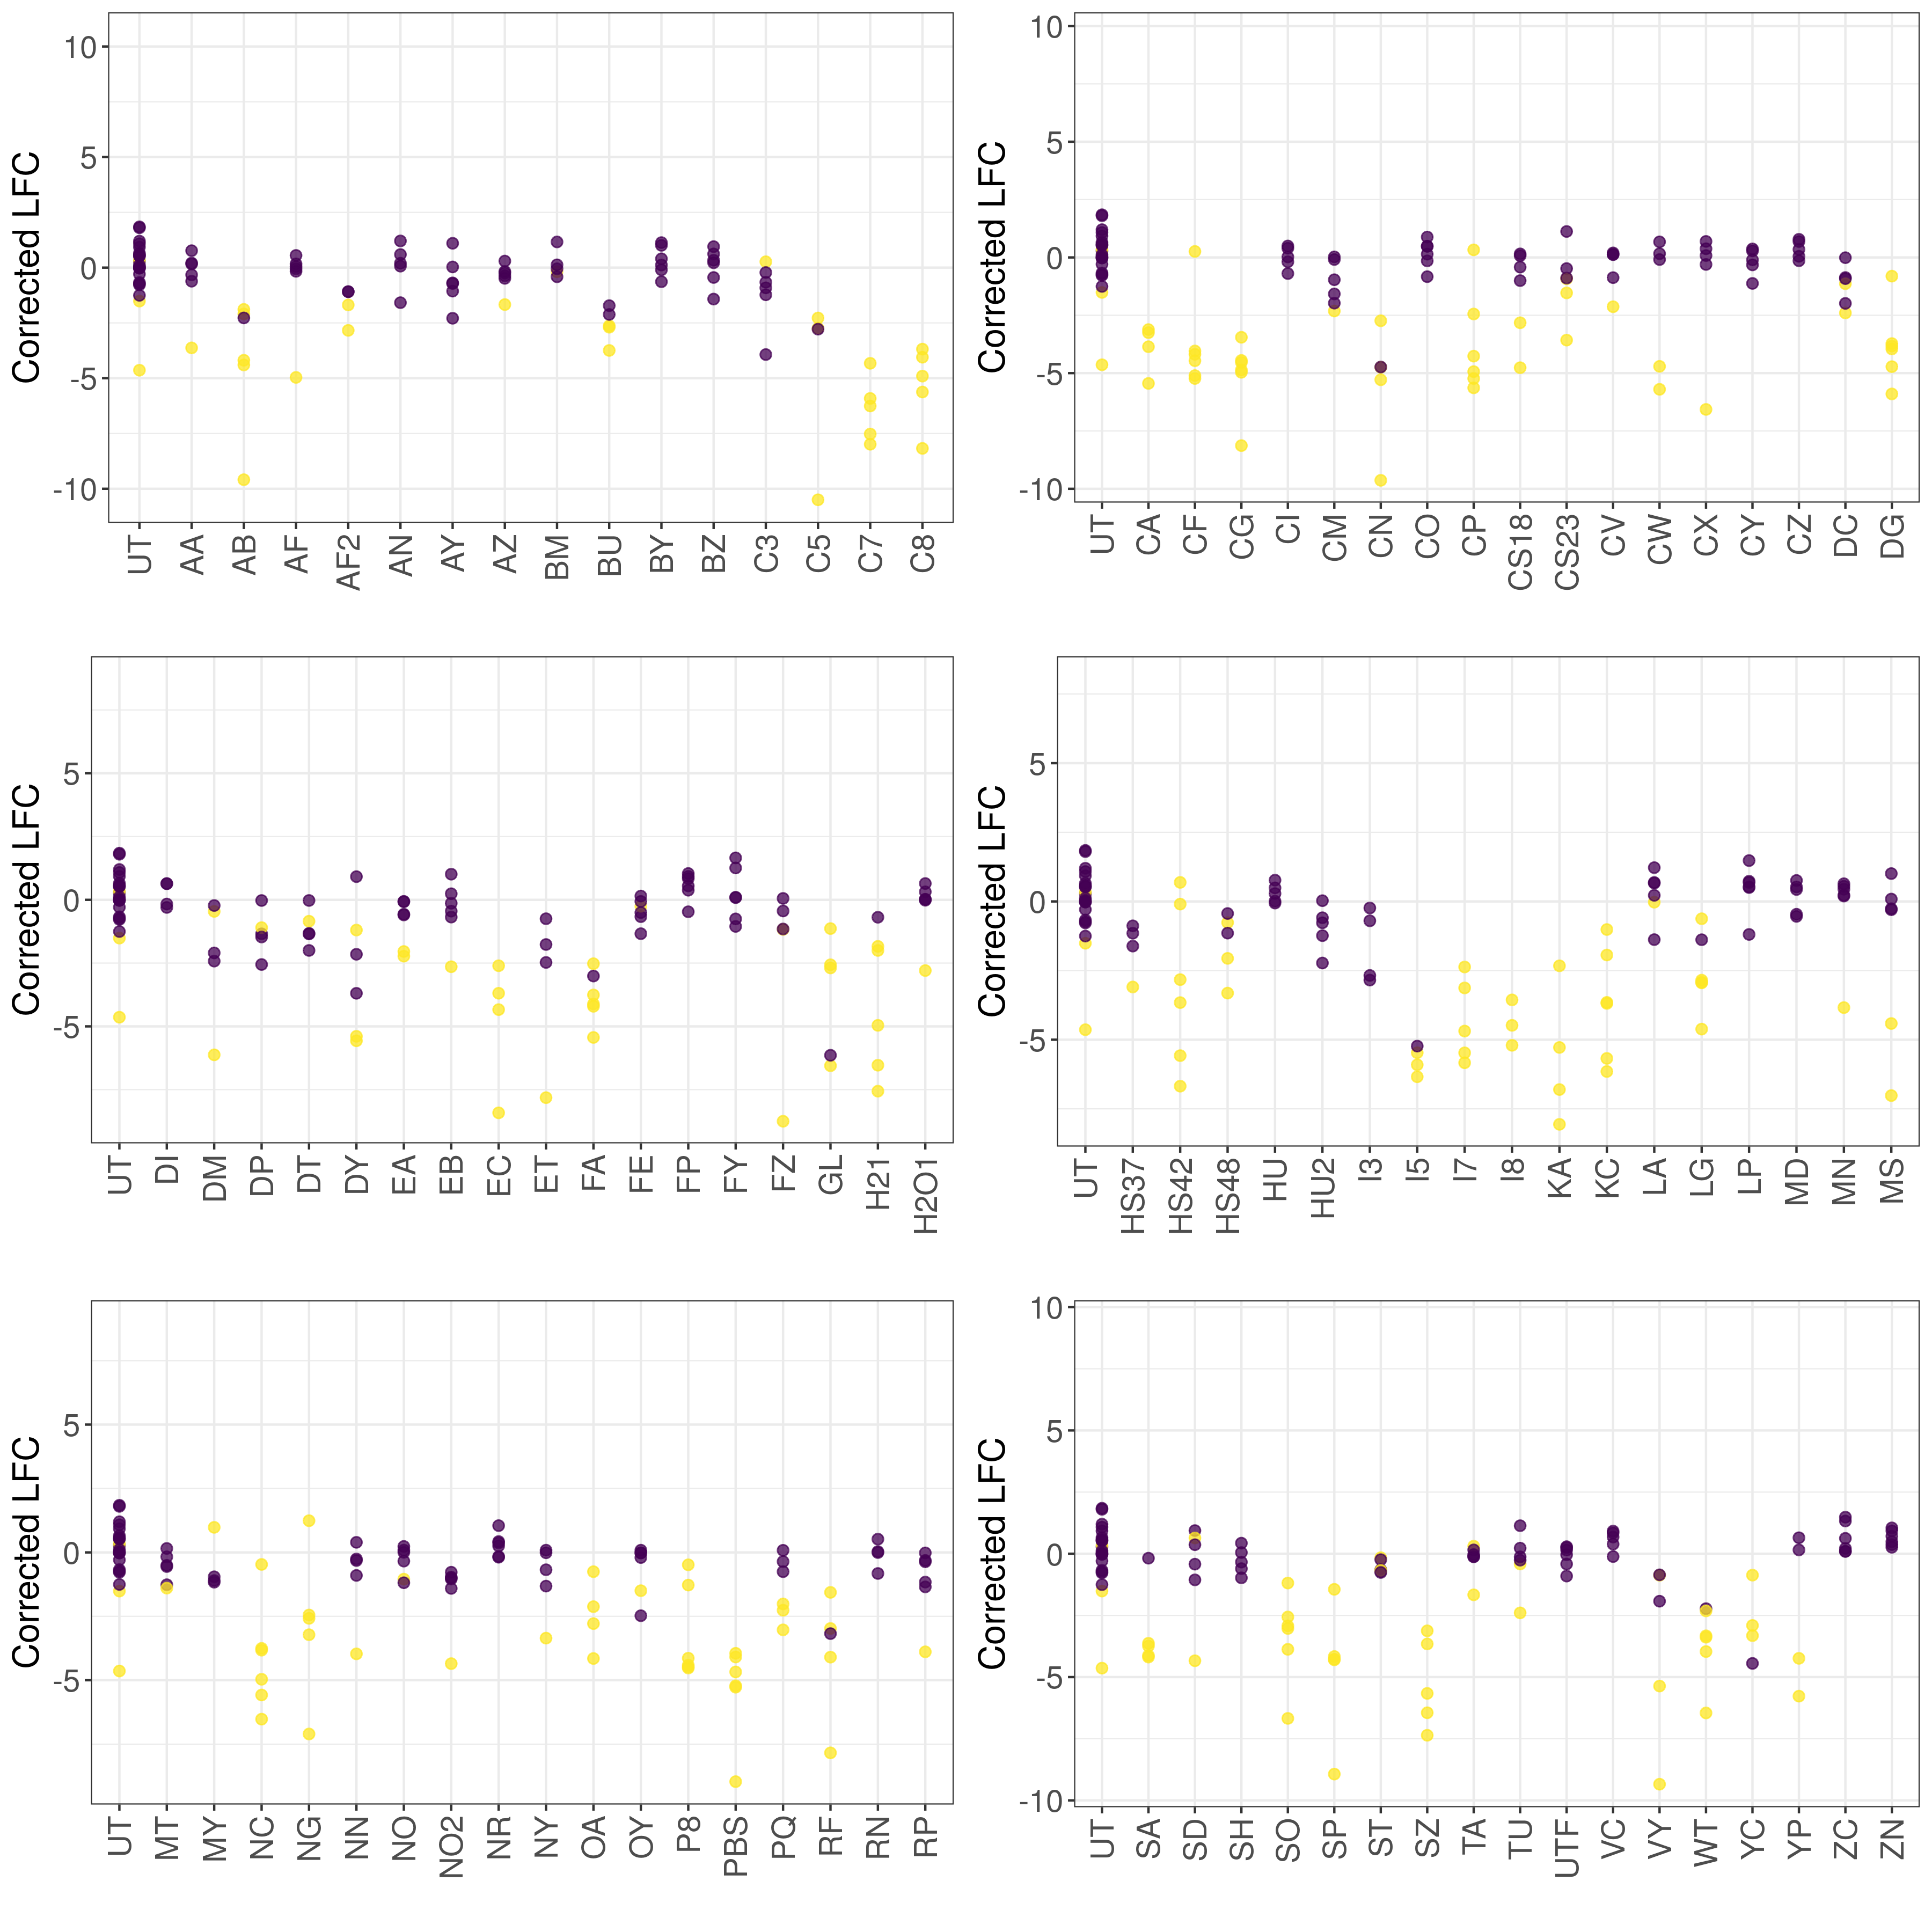 Corrected LFC
10
5
0
-5
-10
UT AA AB AF AF2 AN AY AZ BM BU BY BZ C3 C5 C7 C8
Corrected LFC
10
5
0
-5
-10
UT CA CF CG CI CM CN CO CP CS18 CS23 CV CW CX CY CZ DC DG
Corrected LFC
5
0
-5
UT DI DM DP DT DY EA EB EC ET FA FE FP FY FZ GL H21 H2O1
Corrected LFC
5
0
-5
UT HS37 HS42 HS48 HU HU2 I3 I5 I7 I8 KA KC LA LG LP MD MN MS
Corrected LFC
5
0
-5
UT MT MY NC NG NN NO NO2 NR NY OA OY P8 PBS PQ RF RN RP
Corrected LFC
10
5
0
-5
-10
UT SA SD SH SO SP ST SZ TA TU UTF VC VY WT YC YP ZC ZN